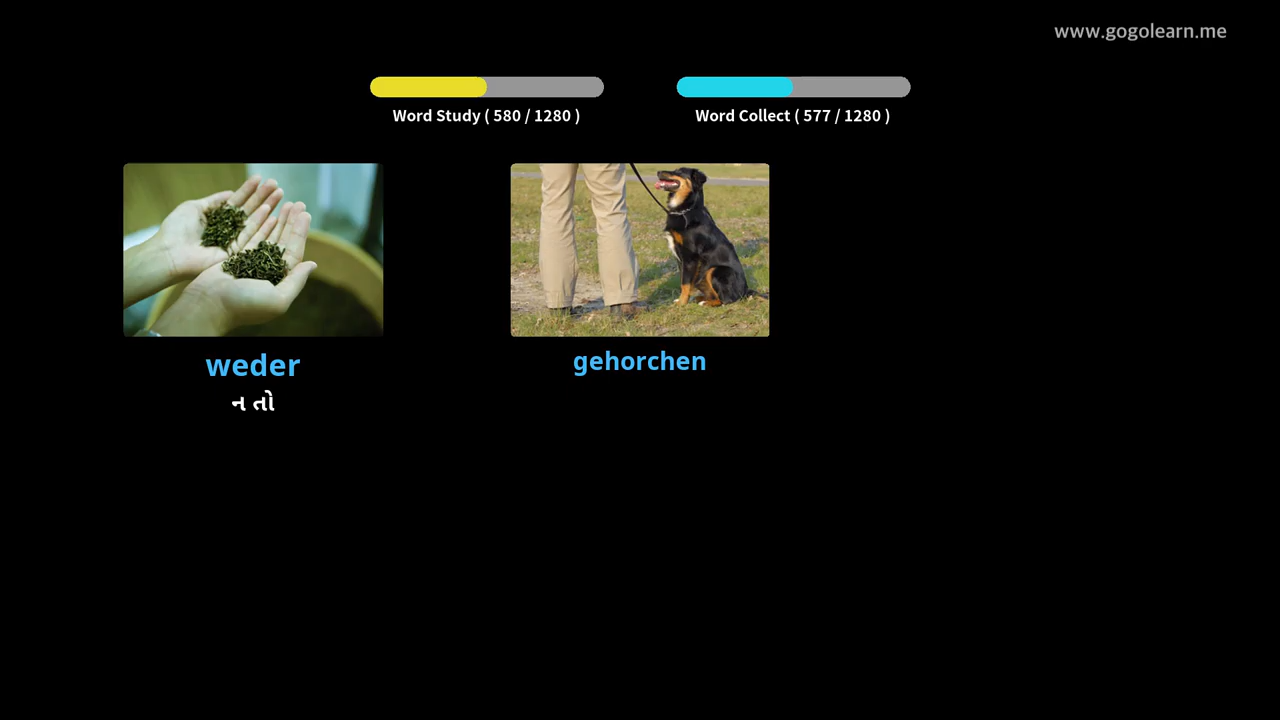 www.gogolearn.me
Word Study ( 580 / 1280 )
Word Collect ( 577 / 1280 )
weder
ન તો
gehorchen